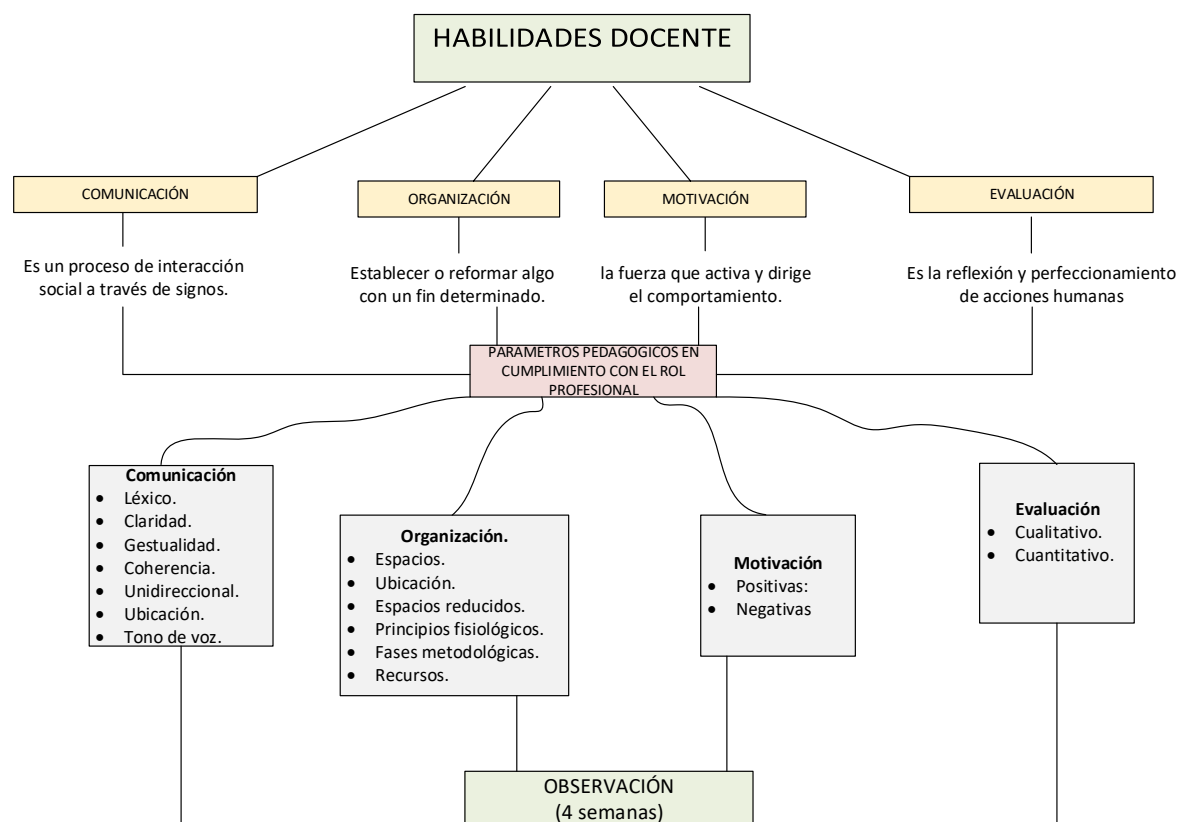 HABILIDADES DOCENTE
COMUNICACIÓN
ORGANIZACIÓN
MOTIVACIÓN
EVALUACIÓN
Es un proceso de interacción
social a través de signos.
Establecer o reformar algo
con un fin determinado.
la fuerza que activa y dirige
el comportamiento.
Es la reflexión y perfeccionamiento
de acciones humanas
PARAMETROS PEDAGOGICOS EN
CUMPLIMIENTO CON EL ROL
PROFESIONAL
Comunicación
• Léxico.
• Claridad.
• Gestualidad.
• Coherencia.
• Unidireccional.
• Ubicación.
• Tono de voz.
Organización.
• Espacios.
• Ubicación.
• Espacios reducidos.
• Principios fisiológicos.
• Fases metodológicas.
• Recursos.
Motivación
• Positivas:
• Negativas
Evaluación
• Cualitativo.
• Cuantitativo.
OBSERVACIÓN
(4 semanas)